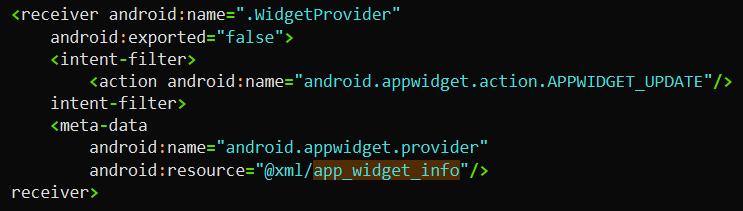 <receiver android:name=".WidgetProvider"
android:exported="false">
<intent-filter>
<action android:name="android.appwidget.action.APPWIDGET_UPDATE"/>
intent-filter>
<meta-data
android:name="android.appwidget.provider"
android:resource="@xml/app_widget_info"/>
receiver>